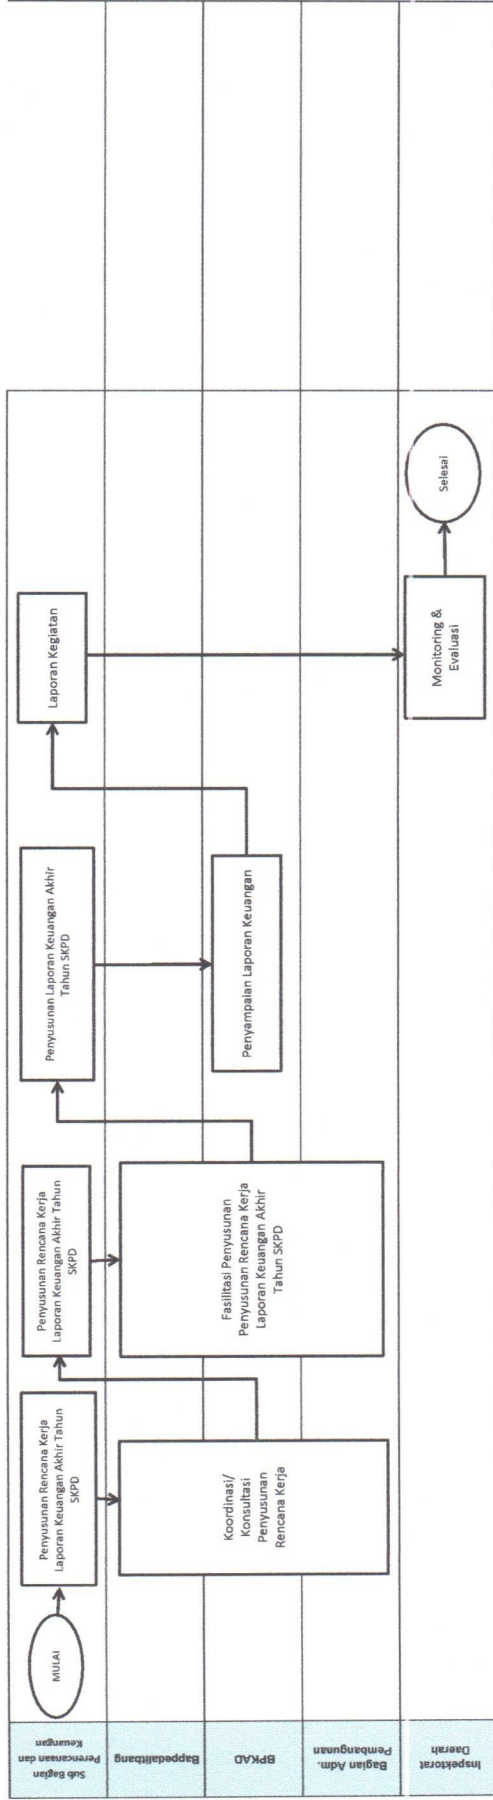 Sub Bagian
Perencanaan dan
Keuangan
Bappedalitbang
BPKAD
Bagian Adm.
Pembangunan
Inspektorat
Daerah
MULAI
Penyusunan Rencana Kerja
Laporan Keuangan Akhir Tahun
SKPD
Koordinasi/
Konsultasi
Penyusunan
Rencana Kerja
Penyusunan Rencana Kerja
Laporan Keuangan Akhir Tahun
SKPD
Fasilitasi Penyusunan
Penyusunan Rencana Kerja
Laporan Keuangan Akhir
Tahun SKPD
Penyusunan Laporan Keuangan Akhir
Tahun SKPD
Penyampaian Laporan Keuangan
Laporan Kegiatan
Monitoring &
Evaluasi
Selesai